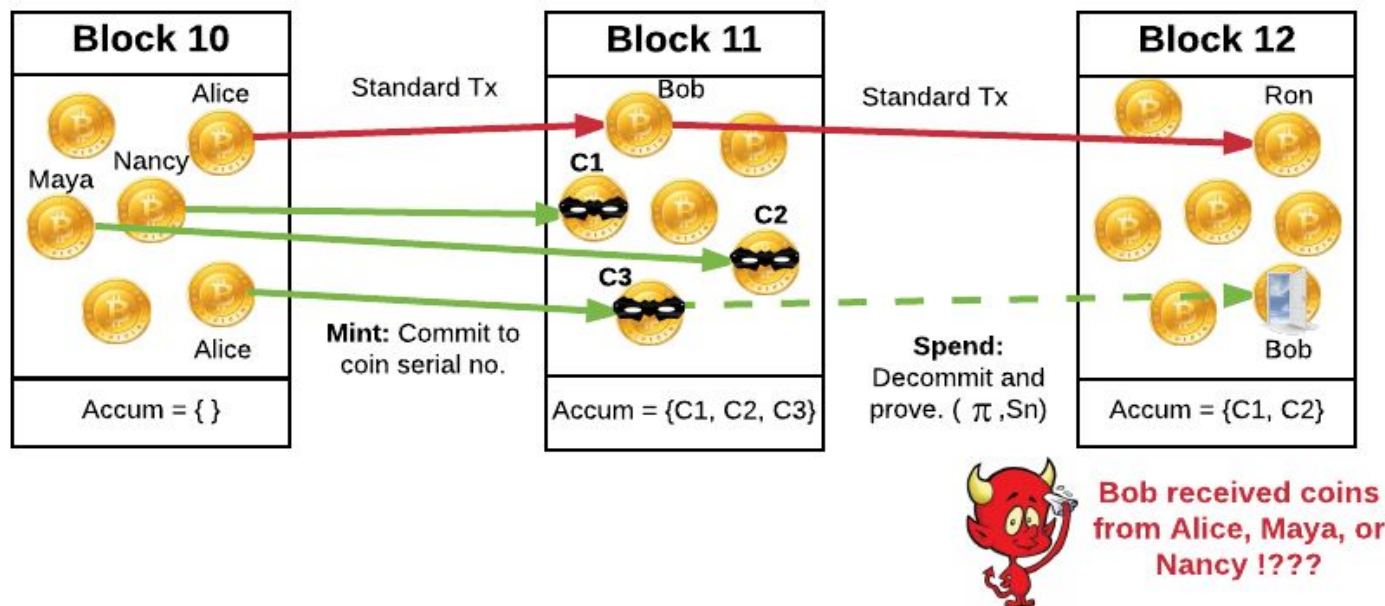 Block 10
Block 11
Block 12
Alice
Standard Tx
Bob
Standard Tx
Ron
Nancy
Maya
C1
C2
C3
Alice
Mint: Commit to
coin serial no.
Spend:
Decommit and
prove. ( π ,Sn)
Bob
Accum = { }
Accum = {C1, C2, C3}
Accum = {C1, C2}
Bob received coins
from Alice, Maya, or
Nancy !???